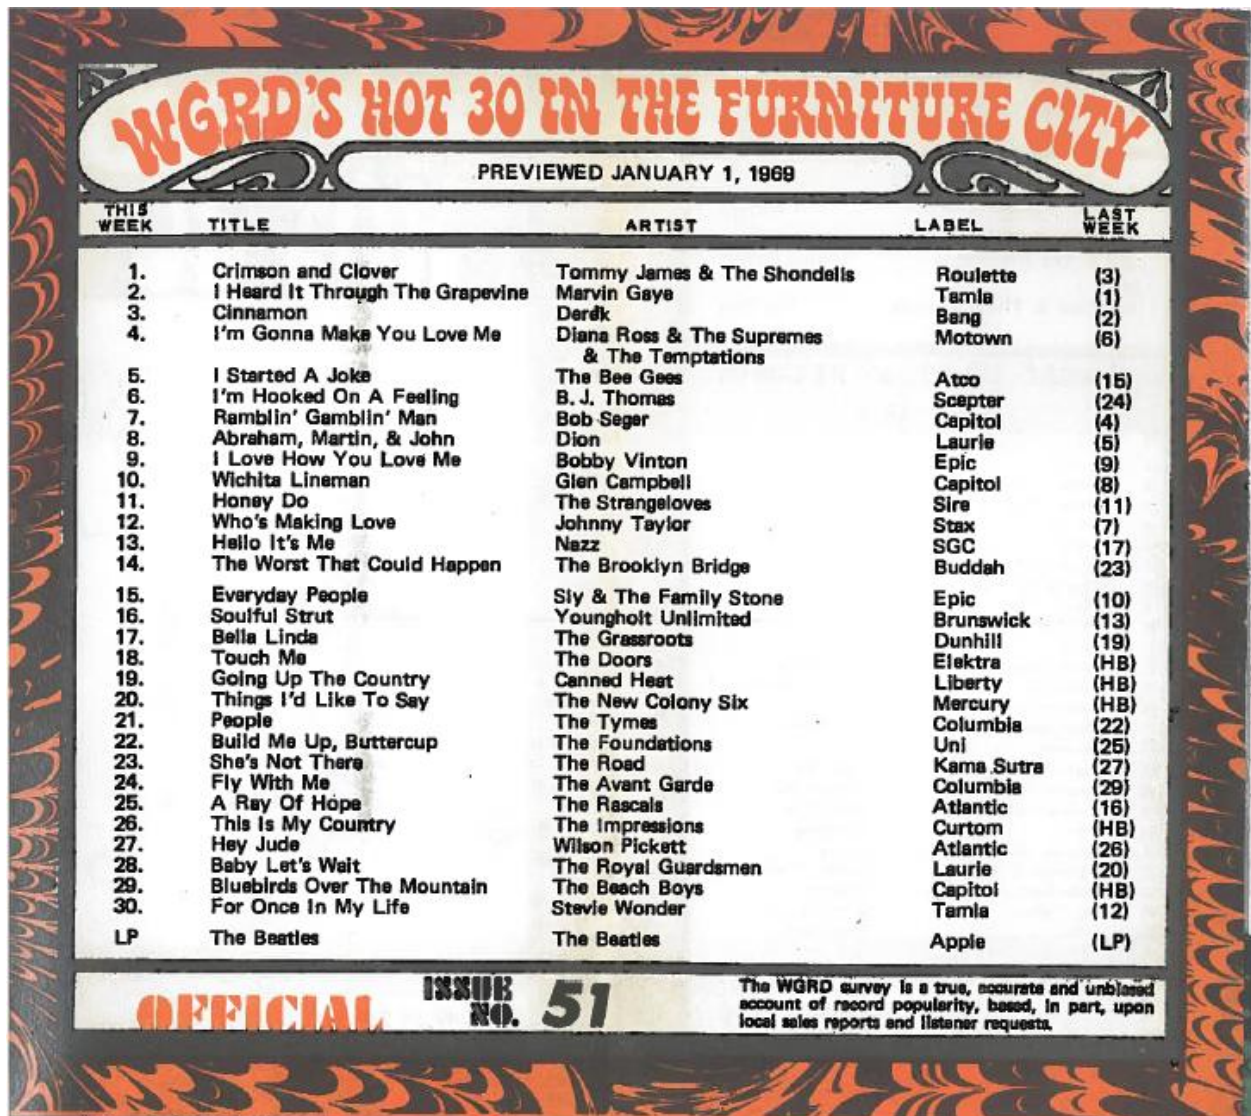 WGRD'S HOT 30 IN THE FURNITURE CITY
PREVIEWED JANUARY 1, 1969
THIS WEEK TITLE ARTIST LABEL LAST WEEK
1. Crimson and Clover Tommy James & The Shondells Roulette (3)
2. I Heard It Through The Grapevine Marvin Gaye Tamla (1)
3. Cinnamon Derek Bang (2)
4. I'm Gonna Make You Love Me Diana Ross & The Supremes Motown (6)
& The Temptations
5. I Started A Joke The Bee Gees Atco (15)
6. I'm Hooked On A Feeling B.J. Thomas Scepter (24)
7. Ramblin' Gamblin' Man Bob Seger Capitol (4)
8. Abraham, Martin, & John Dion Laurie (5)
9. I Love How You Love Me Bobby Vinton Epic (9)
10. Wichita Lineman Glen Campbell Capitol (8)
11. Honey Do The Strangeloves Sire (11)
12. Who's Making Love Johnny Taylor Stax (7)
13. Hello It's Me Nazz SGC (17)
14. The Worst That Could Happen The Brooklyn Bridge Buddah (23)
15. Everyday People Sly & The Family Stone Epic (10)
16. Soulful Strut Youngholt Unlimited Brunswick (13)
17. Bella Linda The Grassroots Dunhill (19)
18. Touch Me The Doors Elektra (HB)
19. Going Up The Country Canned Heat Liberty (HB)
20. Things I'd Like To Say The New Colony Six Mercury (HB)
21. People The Tymes Columbia (22)
22. Build Me Up, Buttercup The Foundations Uni (25)
23. She's Not There The Road Kama Sutra (27)
24. Fly With Me The Avant Garde Columbia (29)
25. A Ray Of Hope The Rascals Atlantic (16)
26. This Is My Country The Impressions Curtom (HB)
27. Hey Jude Wilson Pickett Atlantic (26)
28. Baby Let's Wait The Royal Guardsmen Laurie (20)
29. Bluebirds Over The Mountain The Beach Boys Capitol (HB)
30. For Once In My Life Stevie Wonder Tamla (12)
LP The Beatles The Beatles Apple (LP)
OFFICIAL ISSUE NO. 51
The WGRD survey is a true, accurate and unbiased
account of record popularity, based, in part, upon
local sales reports and listener requests.